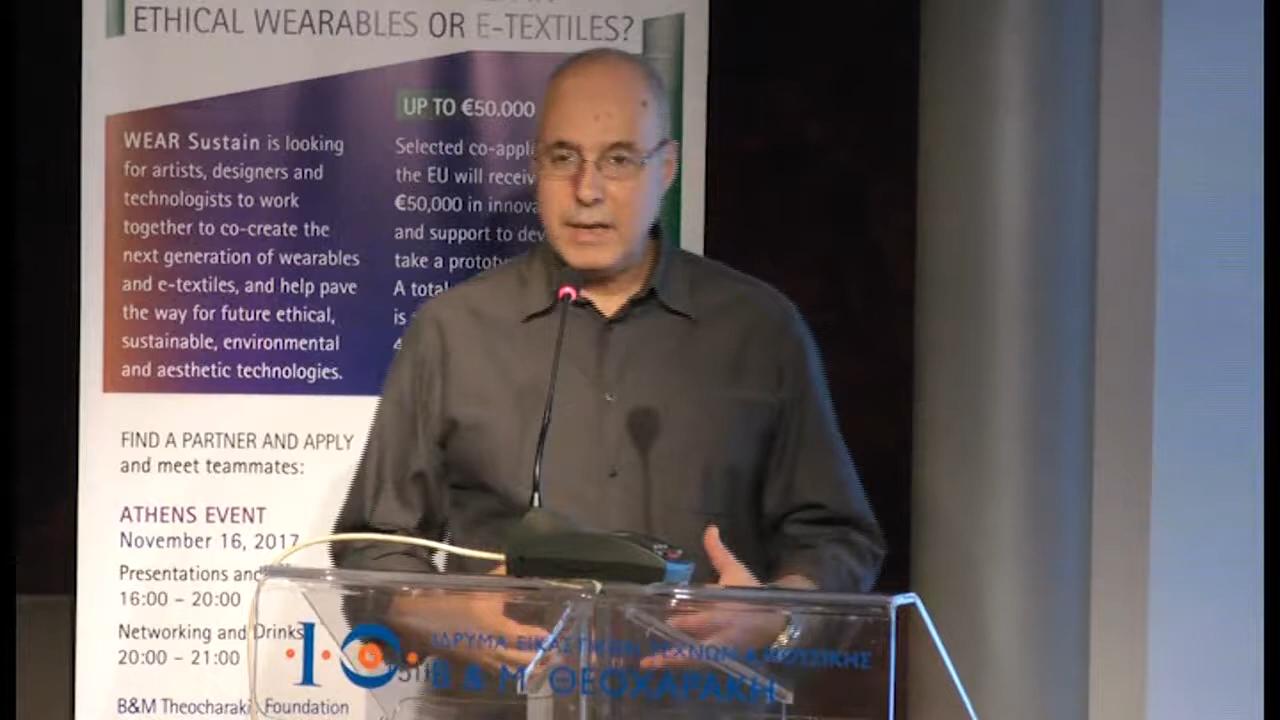 ETHICAL WEARABLES OR E-TEXTILES?
WEAR Sustain is looking
for artists, designers and
technologists to work
together to co-create the
next generation of wearables
and e-textiles, and help pave
the way for future ethical,
sustainable, environmental
and aesthetic technologies.
UP TO €50.000
Selected co-appli
the EU will receiv
€50,000 in innova
and support to dev
take a prototy
A total
is
4
FIND A PARTNER AND APPLY
and meet teammates:
ATHENS EVENT
November 16, 2017
Presentations and
16:00 – 20:00
Networking and Drinks
20:00 – 21:00
B&M Theocharaki Foundation
ΙΔΡΥΜΑ ΕΙΚΑΣΤΙΚΩΝ ΤΕΧΝΩΝ & ΜΟΥΣΙΚΗΣ
Β & Μ ΘΕΟΧΑΡΑΚΗ